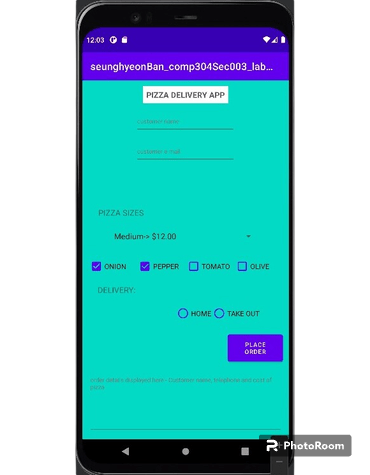 12:03
seunghyeonBan_comp304Sec003_lab...
PIZZA DELIVERY APP
customer name
customer e-mail
PIZZA SIZES
Medium-> $12.00
ONION PEPPER TOMATO OLIVE
DELIVERY:
HOME TAKE OUT
PLACE
ORDER
order details displayed here - Customer name, telephone and cost of
pizza
PhotoRoom